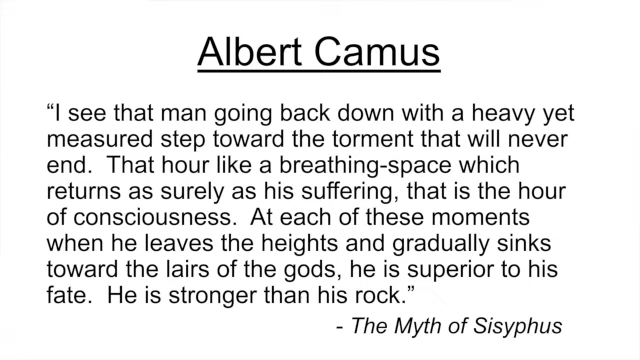 Albert Camus
“I see that man going back down with a heavy yet
measured step toward the torment that will never
end.  That hour like a breathing-space which
returns as surely as his suffering, that is the hour
of consciousness.  At each of these moments
when he leaves the heights and gradually sinks
toward the lairs of the gods, he is superior to his
fate.  He is stronger than his rock.”
- The Myth of Sisyphus